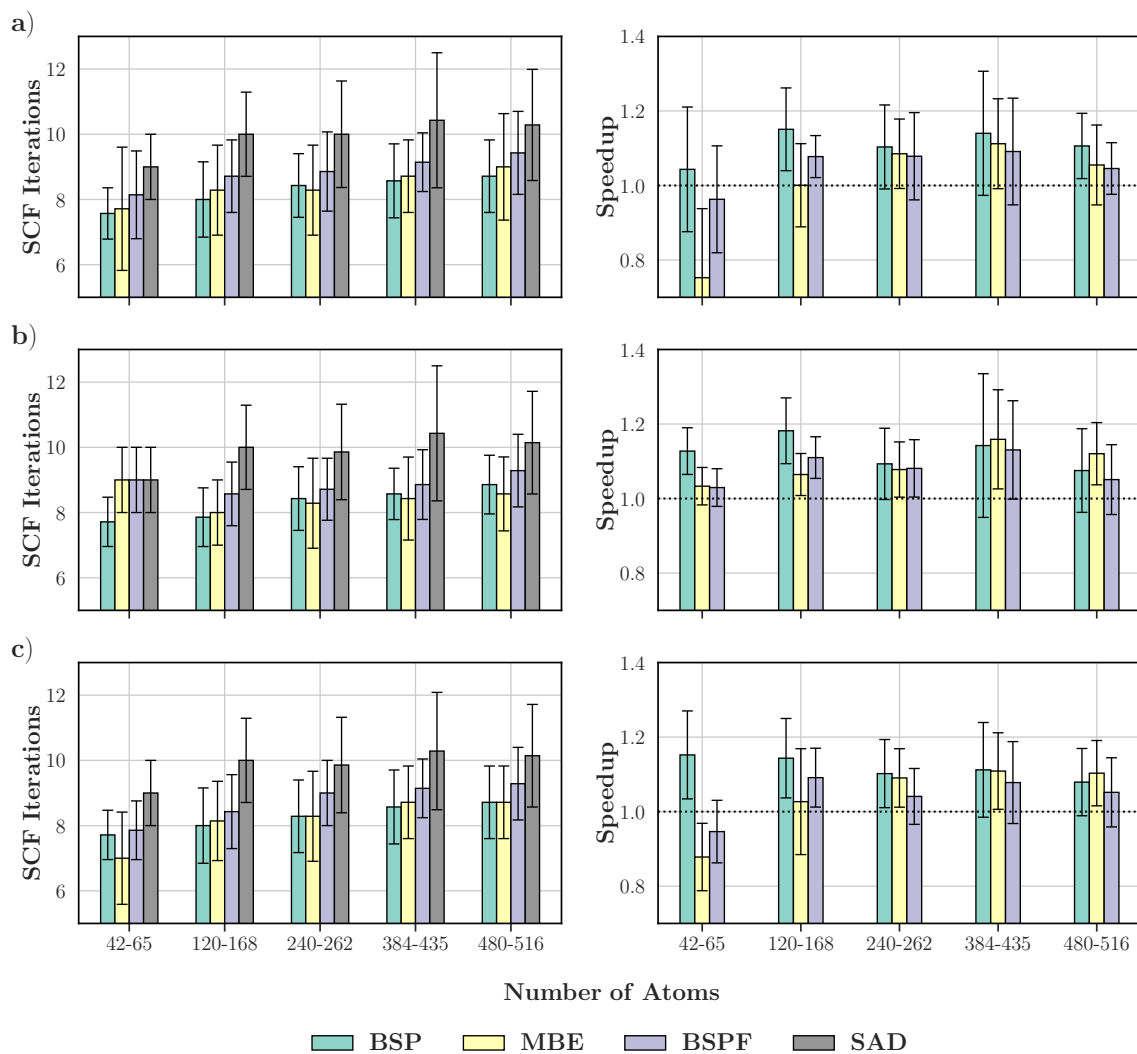 a)
SCF Iterations
12
10
8
6
Speedup
1.4
1.2
1.0
0.8
b)
SCF Iterations
12
10
8
6
Speedup
1.4
1.2
1.0
0.8
c)
SCF Iterations
12
10
8
6
42-65 120-168 240-262 384-435 480-516
Speedup
1.4
1.2
1.0
0.8
42-65 120-168 240-262 384-435 480-516
Number of Atoms
BSP MBE BSPF SAD